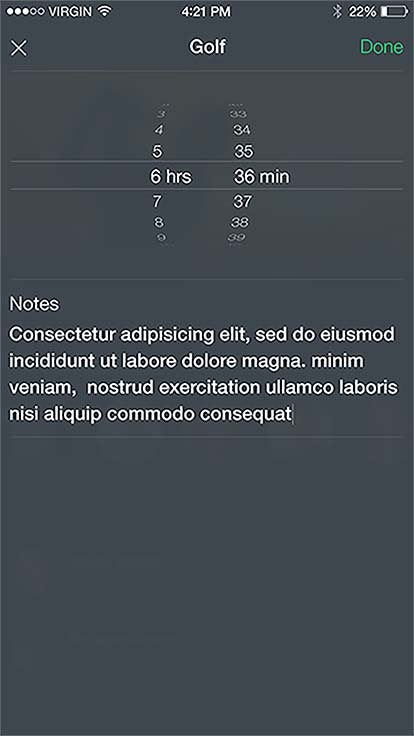 VIRGIN 4:21 PM 22%
Golf Done
3 33
4 34
5 35
6 hrs 36 min
7 37
8 38
9 39
Notes
Consectetur adipisicing elit, sed do eiusmod
incididunt ut labore dolore magna. minim
veniam,  nostrud exercitation ullamco laboris
nisi aliquip commodo consequat